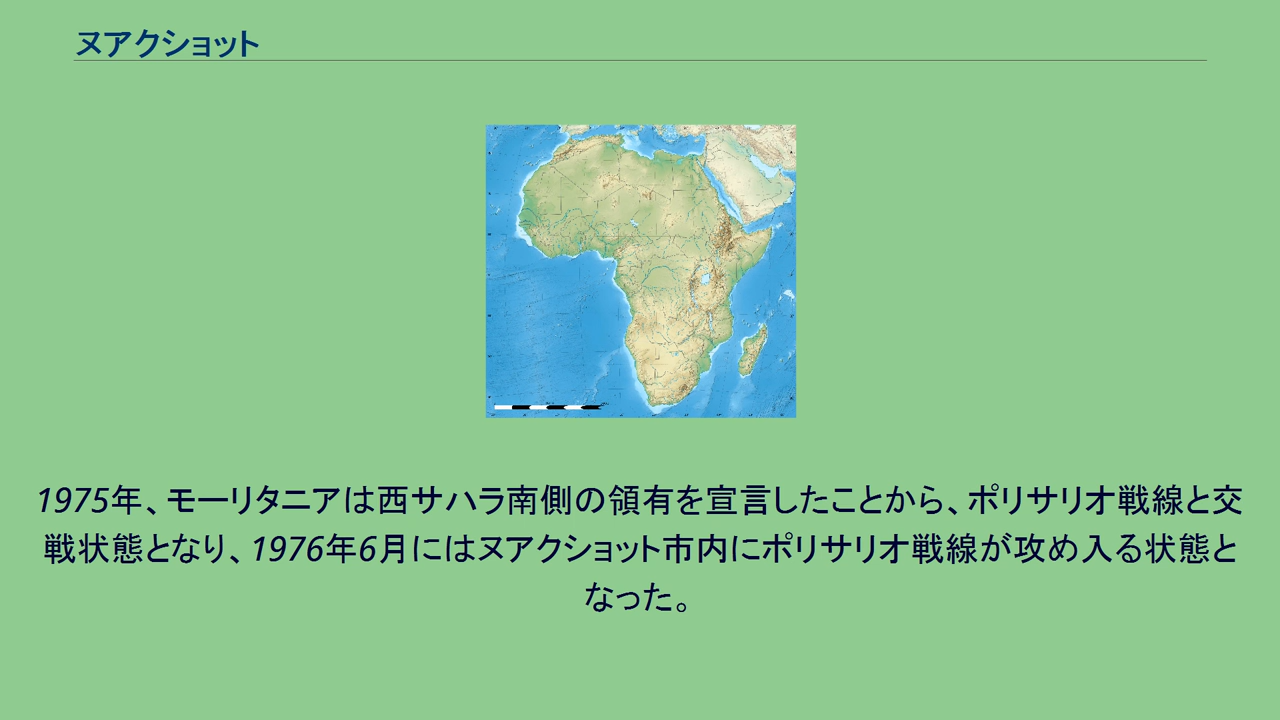 ヌアクショット
1975年、モーリタニアは西サハラ南側の領有を宣言したことから、ポリサリオ戦線と交
戦状態となり、1976年6月にはヌアクショット市内にポリサリオ戦線が攻め入る状態と
なった。